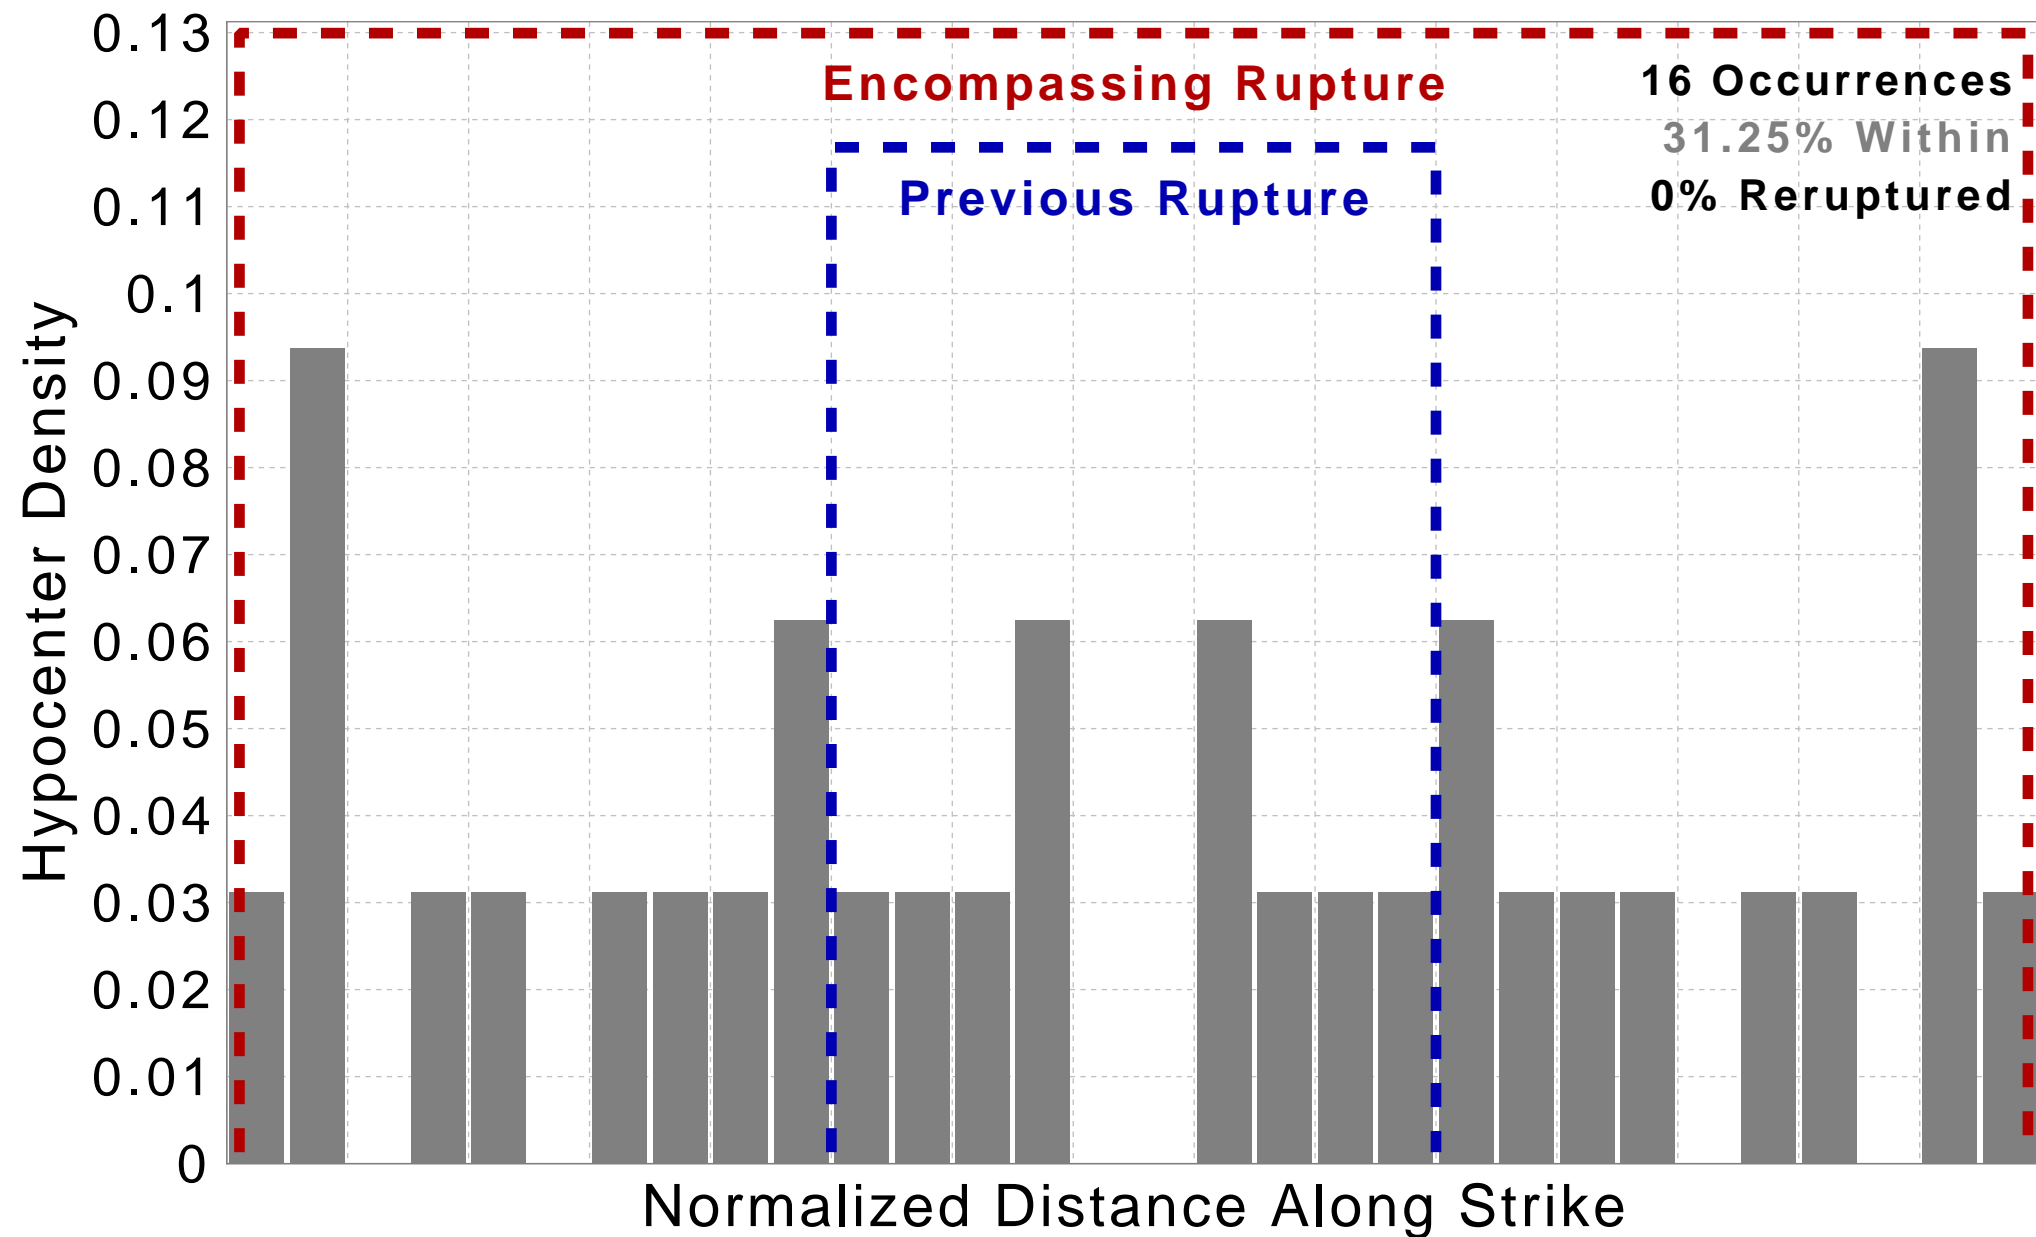 0.13
0.12
0.11
0.1
0.09
0.08
0.07
0.06
0.05
0.04
0.03
0.02
0.01
0
Hypocenter Density
Encompassing Rupture
Previous Rupture
16 Occurrences
31.25% Within
0% Reruptured
Normalized Distance Along Strike